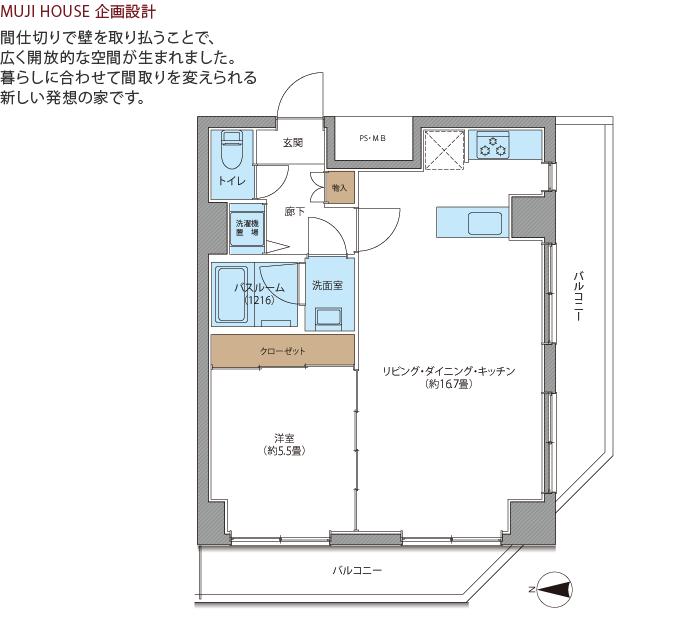 MUJI HOUSE 企画設計
間仕切りで壁を取り払うことで、
広く開放的な空間が生まれました。
暮らしに合わせて間取りを変えられる
新しい発想の家です。
玄関
PS・MB
トイレ
物入
廊下
洗濯機
置場
バスルーム
（1216）
洗面室
バルコニー
クローゼット
リビング・ダイニング・キッチン
（約16.7畳）
洋室
（約5.5畳）
バルコニー
N